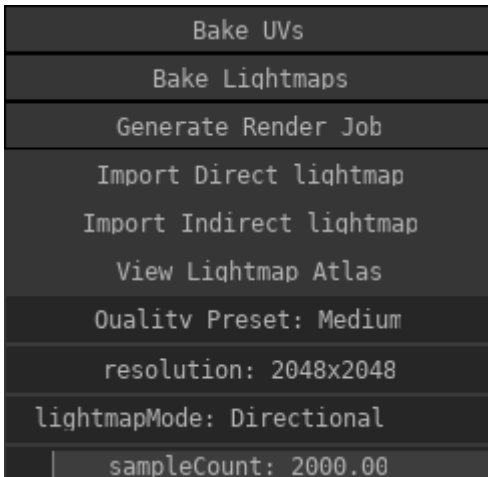 Bake UVs
Bake Lightmaps
Generate Render Job
Import Direct lightmap
Import Indirect lightmap
View Lightmap Atlas
Quality Preset: Medium
resolution: 2048x2048
lightmapMode: Directional
sampleCount: 2000.00